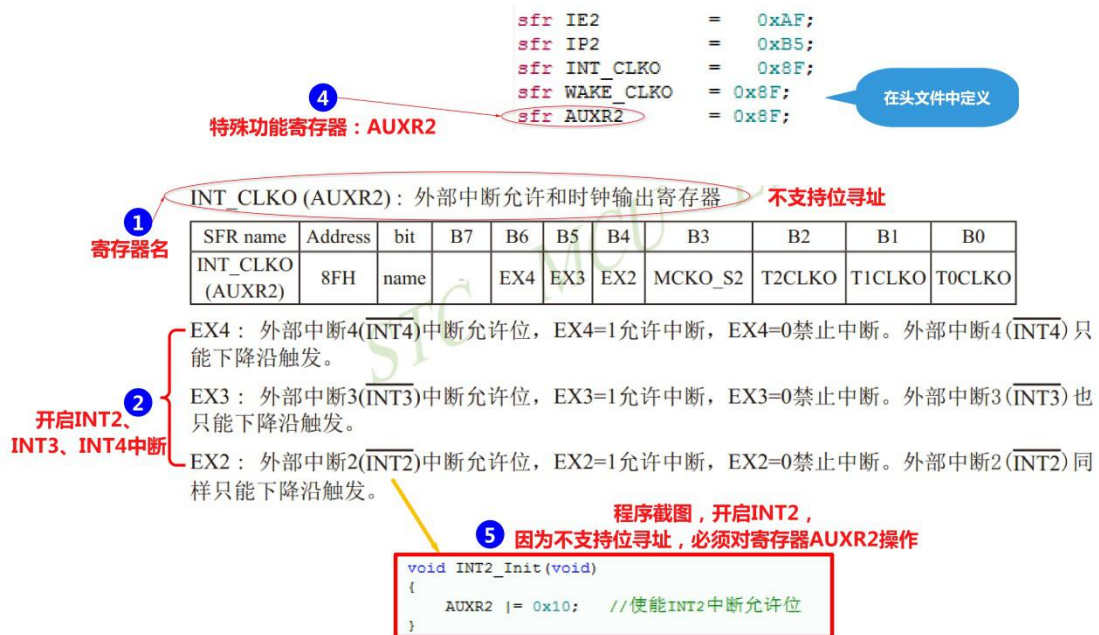 sfr IE2 = 0xAF;
sfr IP2 = 0xB5;
sfr INT_CLKO = 0x8F;
sfr WAKE_CLKO = 0x8F;
sfr AUXR2 = 0x8F;
在头文件中定义
4
特殊功能寄存器：AUXR2
INT_CLKO (AUXR2)：外部中断允许和时钟输出寄存器
不支持位寻址
1
寄存器名
SFR name Address bit B7 B6 B5 B4 B3 B2 B1 B0
INT_CLKO (AUXR2) 8FH name - EX4 EX3 EX2 MCKO_S2 T2CLKO T1CLKO T0CLKO
STC MCU
EX4：外部中断4(INT4)中断允许位，EX4=1允许中断，EX4=0禁止中断。外部中断4(INT4)只
能下降沿触发。
EX3：外部中断3(INT3)中断允许位，EX3=1允许中断，EX3=0禁止中断。外部中断3(INT3)也
只能下降沿触发。
EX2：外部中断2(INT2)中断允许位，EX2=1允许中断，EX2=0禁止中断。外部中断2(INT2)同
样只能下降沿触发。
2
开启INT2、
INT3、INT4中断
程序截图，开启INT2，
5
因为不支持位寻址，必须对寄存器AUXR2操作
void INT2_Init(void)
{
AUXR2 |= 0x10; //使能INT2中断允许位
}